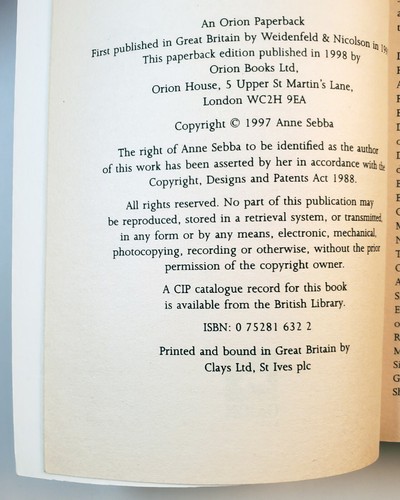 An Orion Paperback
First published in Great Britain by Weidenfeld & Nicolson in
This paperback edition published in 1998 by
Orion Books Ltd,
Orion House, 5 Upper St Martin's Lane,
London WC2H 9EA
Copyright © 1997 Anne Sebba
The right of Anne Sebba to be identified as the author
of this work has been asserted by her in accordance with the
Copyright, Designs and Patents Act 1988.
All rights reserved. No part of this publication may
be reproduced, stored in a retrieval system, or transmitted,
in any form or by any means, electronic, mechanical,
photocopying, recording or otherwise, without the prior
permission of the copyright owner.
A CIP catalogue record for this book
is available from the British Library.
ISBN: 0 75281 632 2
Printed and bound in Great Britain by
Clays Ltd, St Ives plc